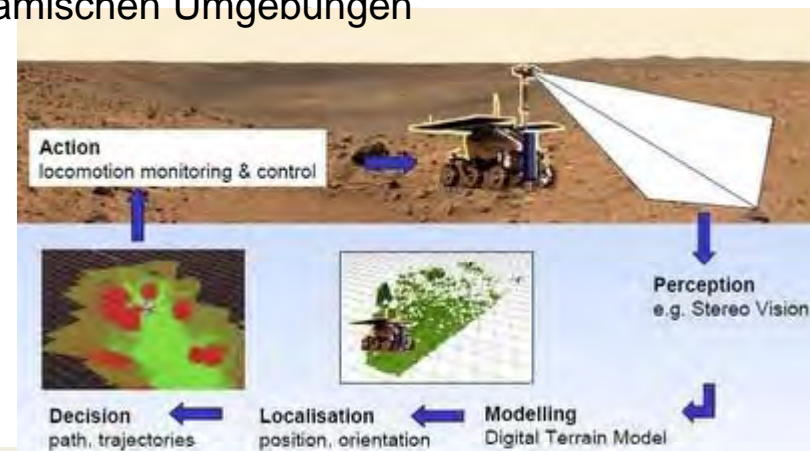 amischen Umgebungen
Action
locomotion monitoring & control
Perception
e.g. Stereo Vision
Decision
path, trajectories
Localisation
position, orientation
Modelling
Digital Terrain Model